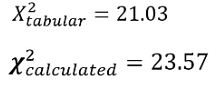 X²tabular = 21.03
χ²calculated = 23.57